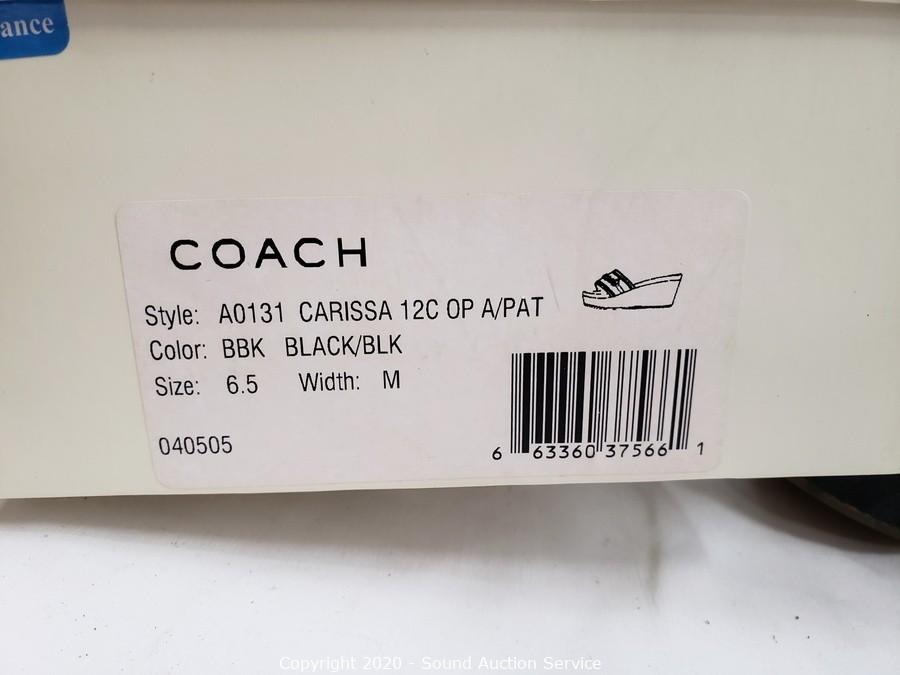 ance
COACH
Style: A0131 CARISSA 12C OP A/PAT
Color: BBK BLACK/BLK
Size: 6.5 Width: M
040505
6 63360 37566 1
Copyright 2020 - Sound Auction Service